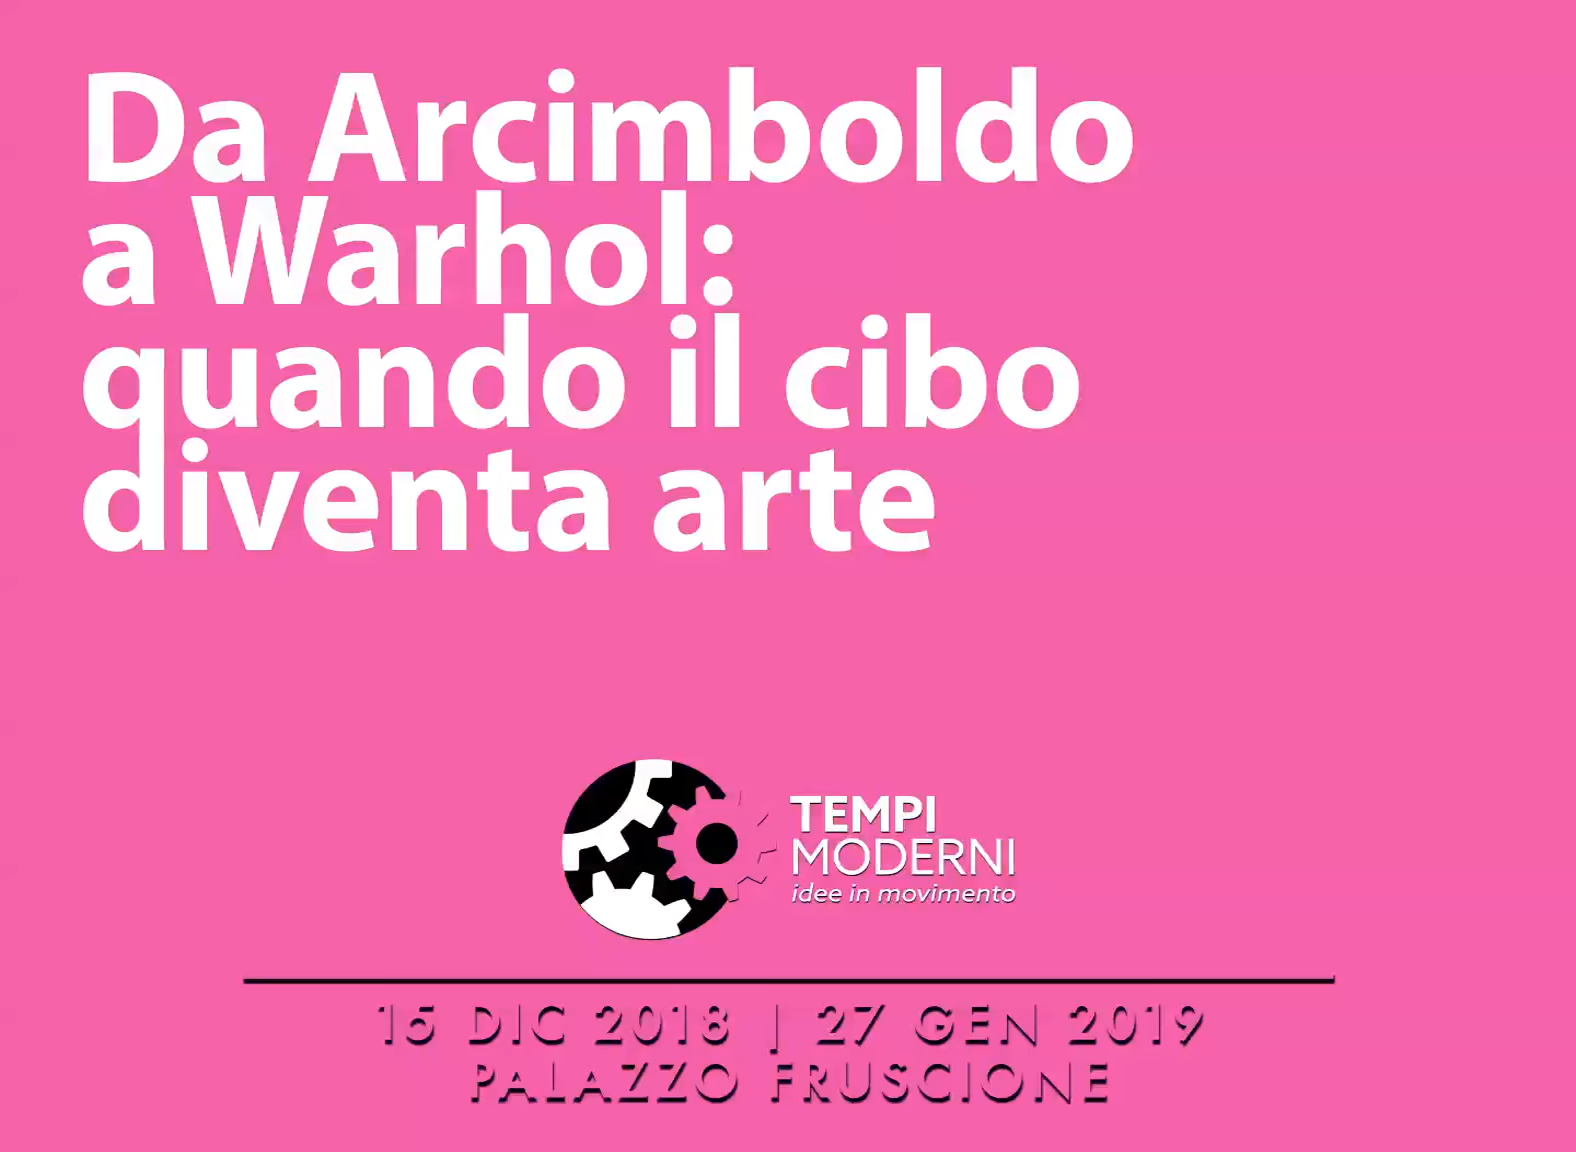 Da Arcimboldo
a Warhol:
quando il cibo
diventa arte
TEMPI
MODERNI
idee in movimento
15 DIC 2018 | 27 GEN 2019
PALAZZO FRUSCIONE